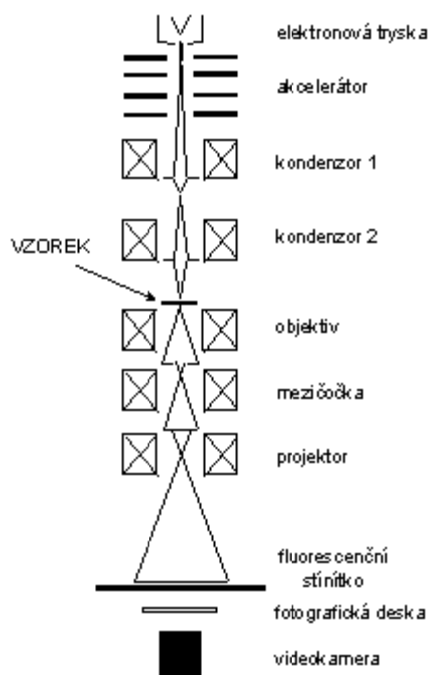 elektronová tryska
akcelerátor
kondenzor 1
kondenzor 2
VZOREK
objektiv
mezičočka
projektor
fluorescenční
stínítko
fotografická deska
videokamera